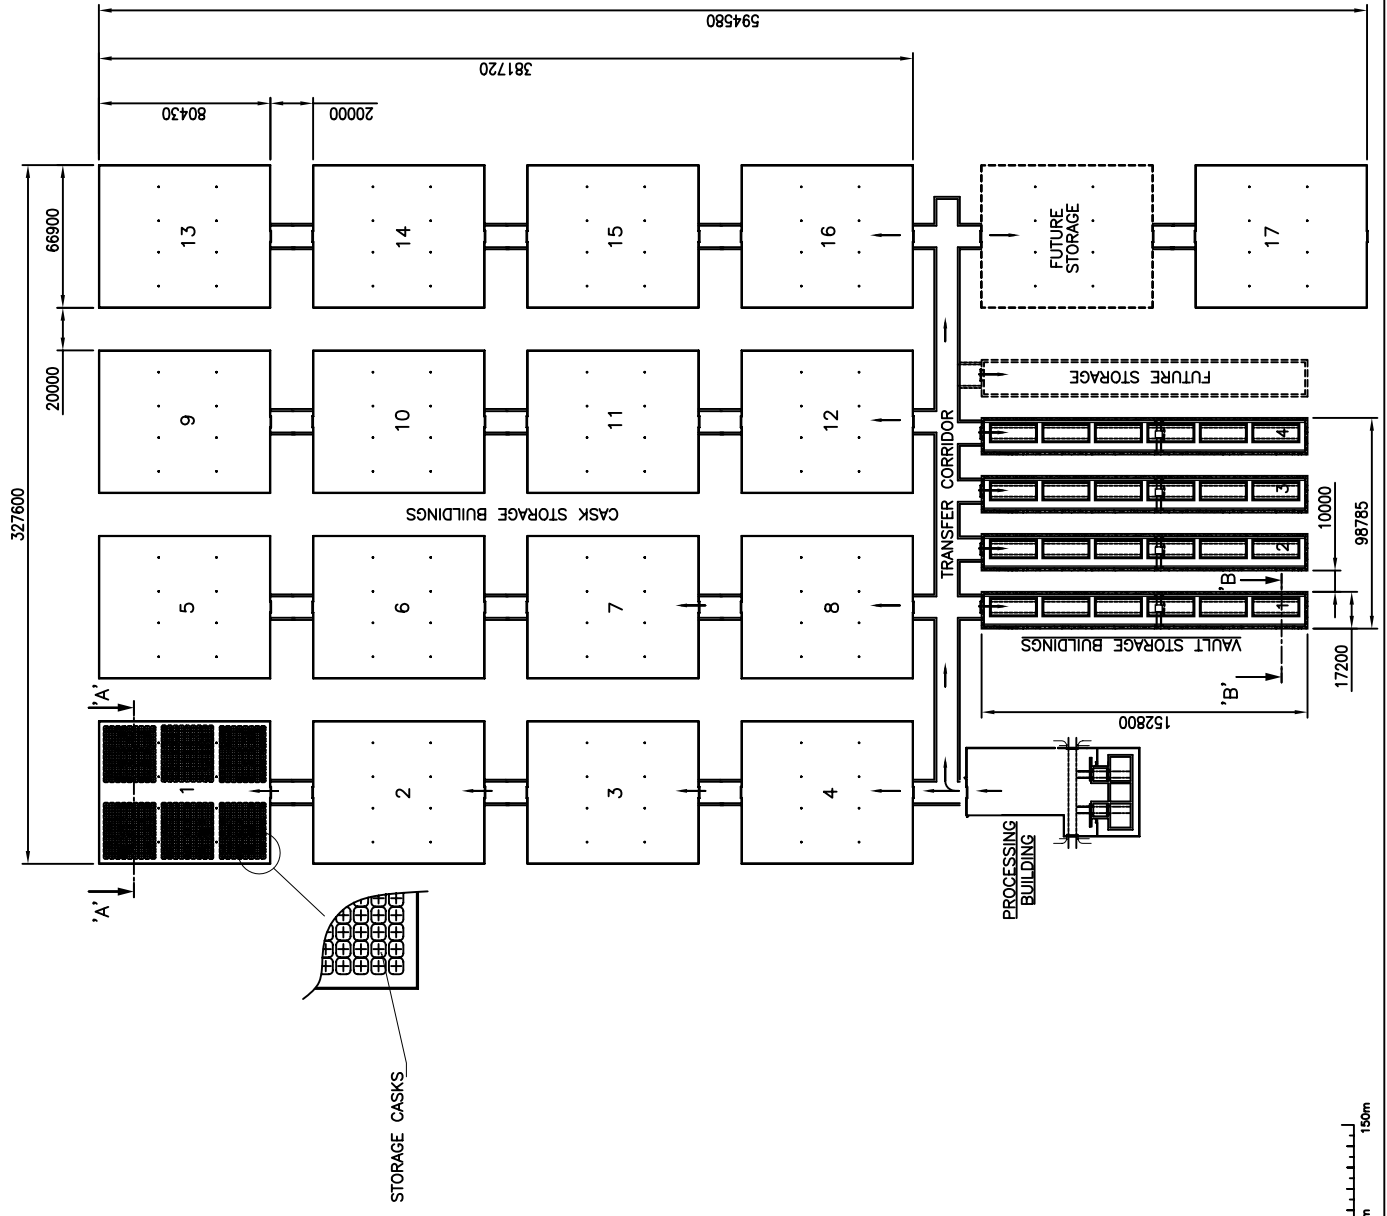 594580
381720
80430
20000
327600
66900
20000
13
14
15
16
FUTURE
STORAGE
17
9
10
11
12
FUTURE STORAGE
CASK STORAGE BUILDINGS
TRANSFER CORRIDOR
5
6
7
8
1
2
3
4
'A'
'A'
1
2
3
4
'B'
'B'
VAULT STORAGE BUILDINGS
10000
98785
17200
152800
PROCESSING
BUILDING
STORAGE CASKS
150m
m